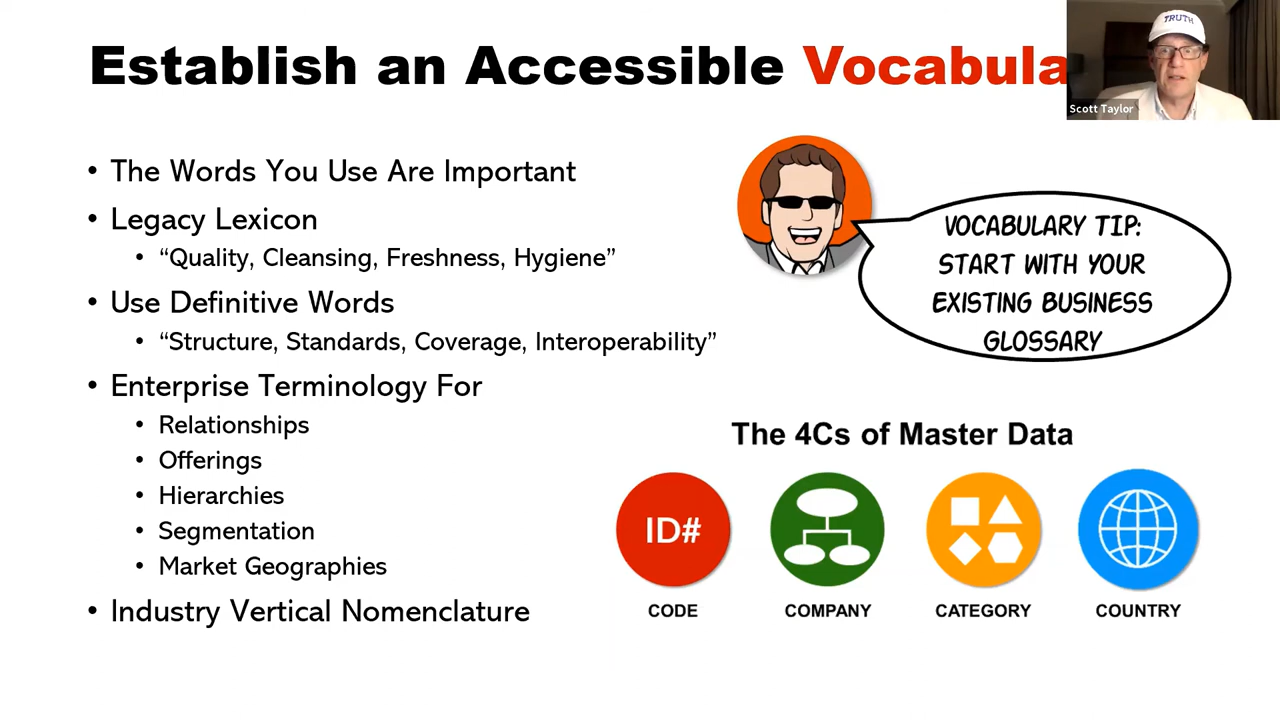 Establish an Accessible Vocabula
TRUTH
Scott Taylor
• The Words You Use Are Important
• Legacy Lexicon
• “Quality, Cleansing, Freshness, Hygiene”
• Use Definitive Words
• “Structure, Standards, Coverage, Interoperability”
• Enterprise Terminology For
• Relationships
• Offerings
• Hierarchies
• Segmentation
• Market Geographies
• Industry Vertical Nomenclature
VOCABULARY TIP:
START WITH YOUR
EXISTING BUSINESS
GLOSSARY
The 4Cs of Master Data
ID#
CODE
COMPANY
CATEGORY
COUNTRY